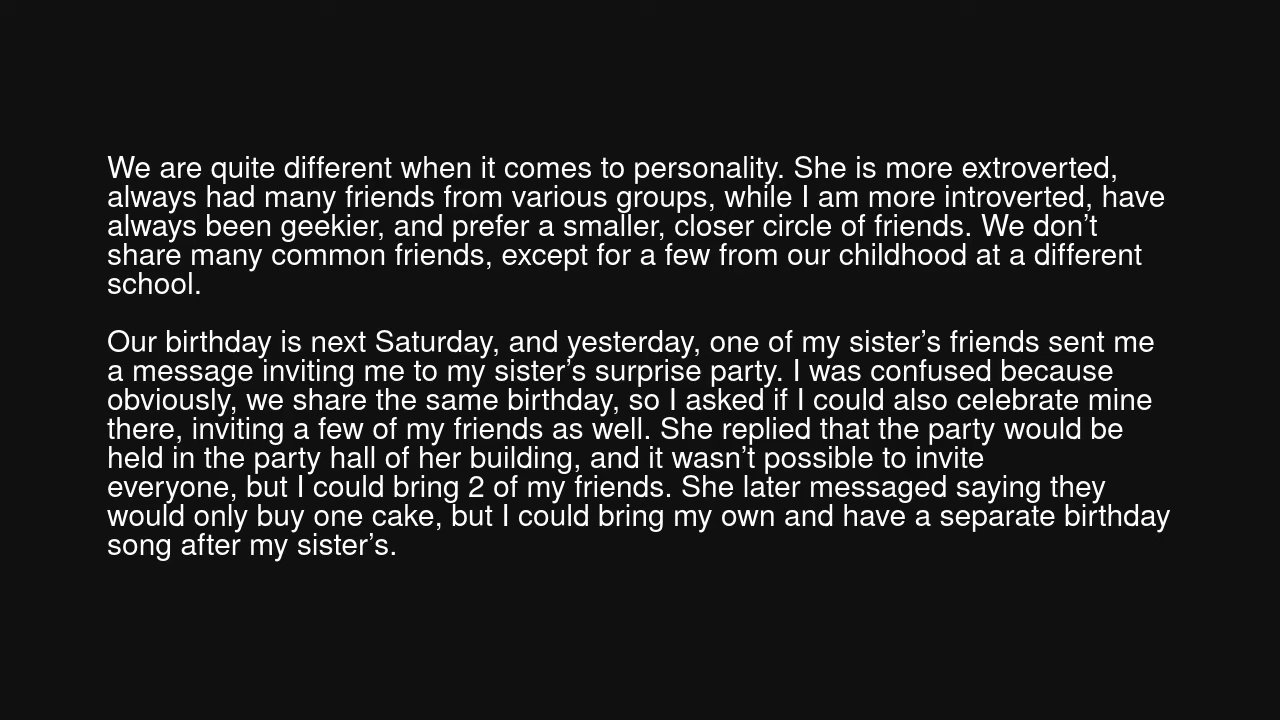 We are quite different when it comes to personality. She is more extroverted,
always had many friends from various groups, while I am more introverted, have
always been geekier, and prefer a smaller, closer circle of friends. We don’t
share many common friends, except for a few from our childhood at a different
school.
Our birthday is next Saturday, and yesterday, one of my sister’s friends sent me
a message inviting me to my sister’s surprise party. I was confused because
obviously, we share the same birthday, so I asked if I could also celebrate mine
there, inviting a few of my friends as well. She replied that the party would be
held in the party hall of her building, and it wasn’t possible to invite
everyone, but I could bring 2 of my friends. She later messaged saying they
would only buy one cake, but I could bring my own and have a separate birthday
song after my sister’s.